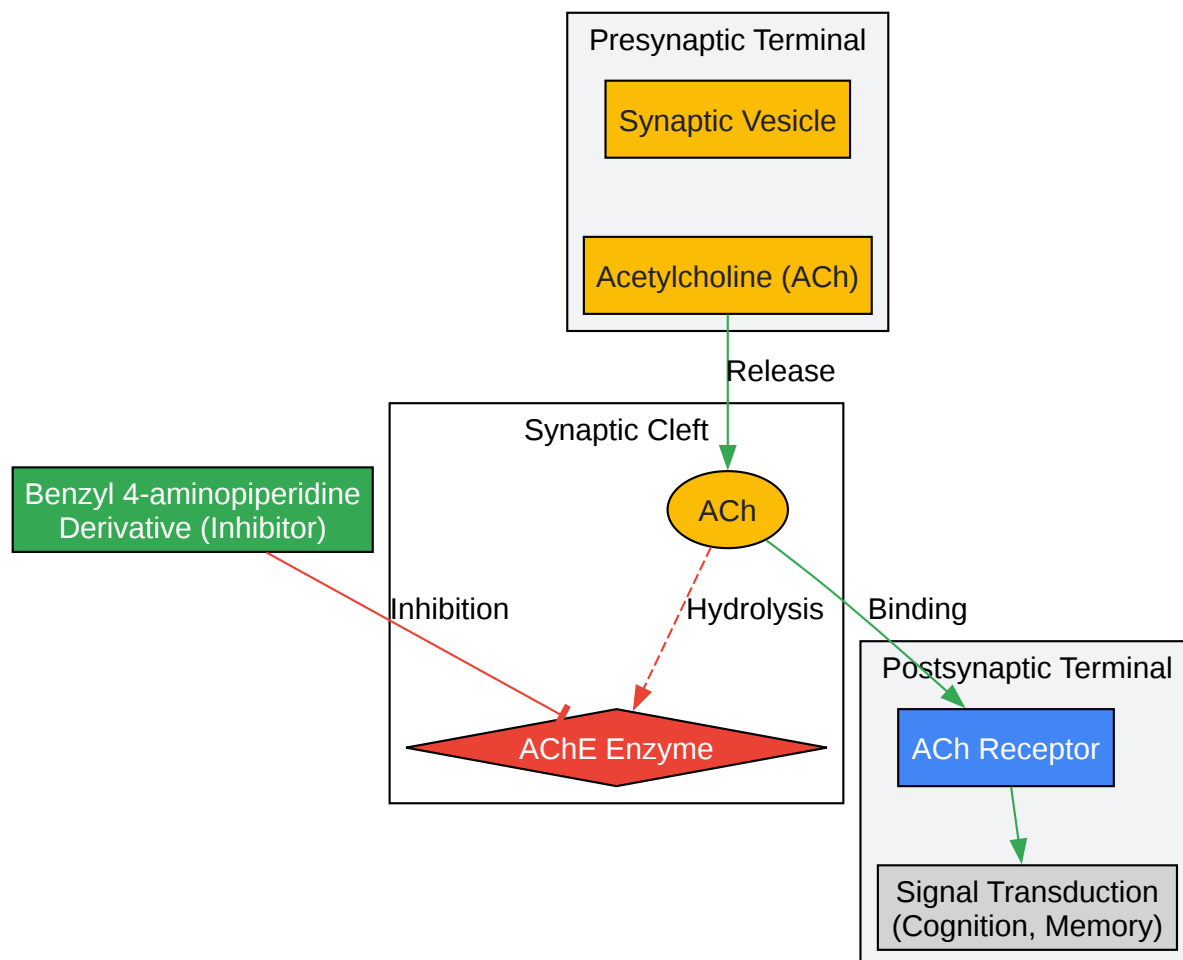 Presynaptic Terminal
Synaptic Vesicle
Acetylcholine (ACh)
Release
Synaptic Cleft
Benzyl 4-aminopiperidine
Derivative (Inhibitor)
ACh
Inhibition
Hydrolysis
Binding
Postsynaptic Terminal
AChE Enzyme
ACh Receptor
Signal Transduction
(Cognition, Memory)